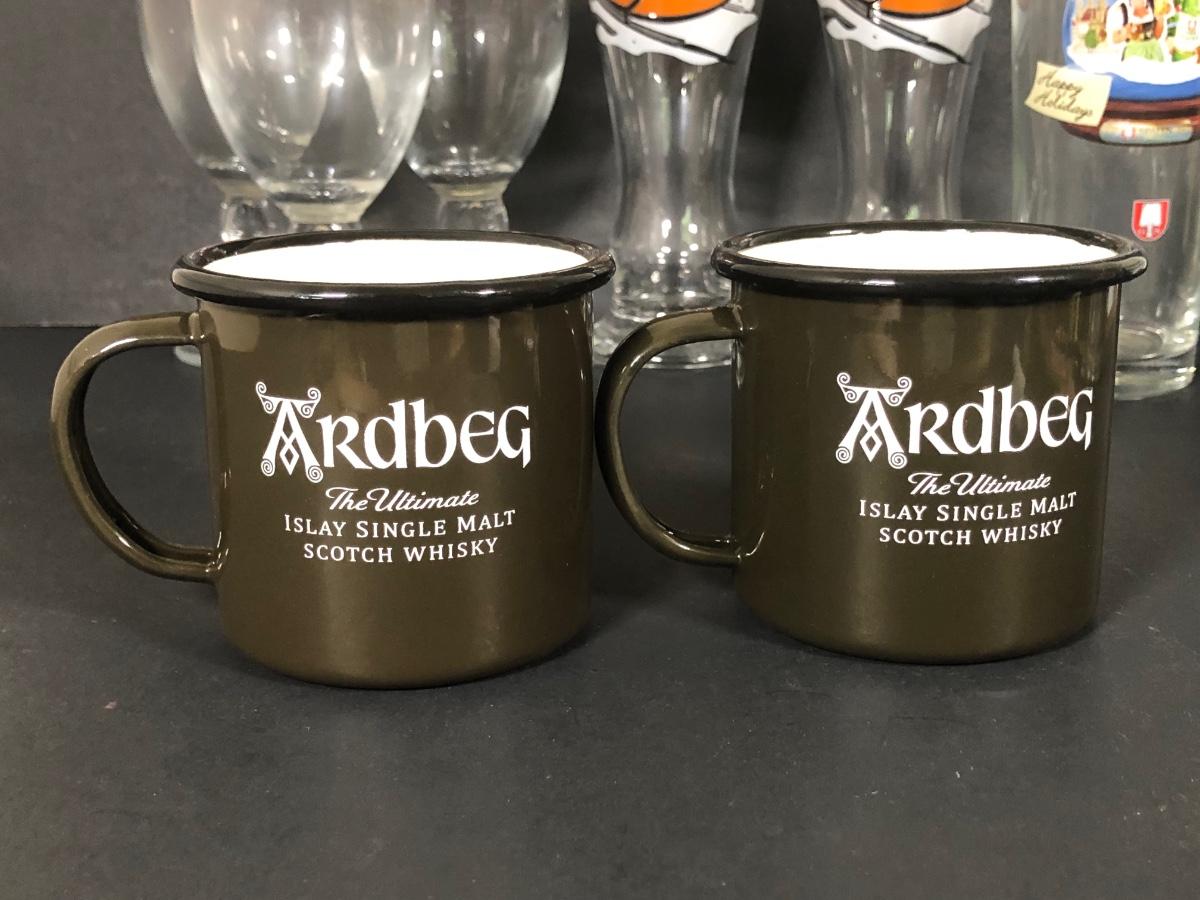 Happy
Holidays
ARdbEG
The Ultimate
ISLAY SINGLE MALT
SCOTCH WHISKY
ARdbEG
The Ultimate
ISLAY SINGLE MALT
SCOTCH WHISKY